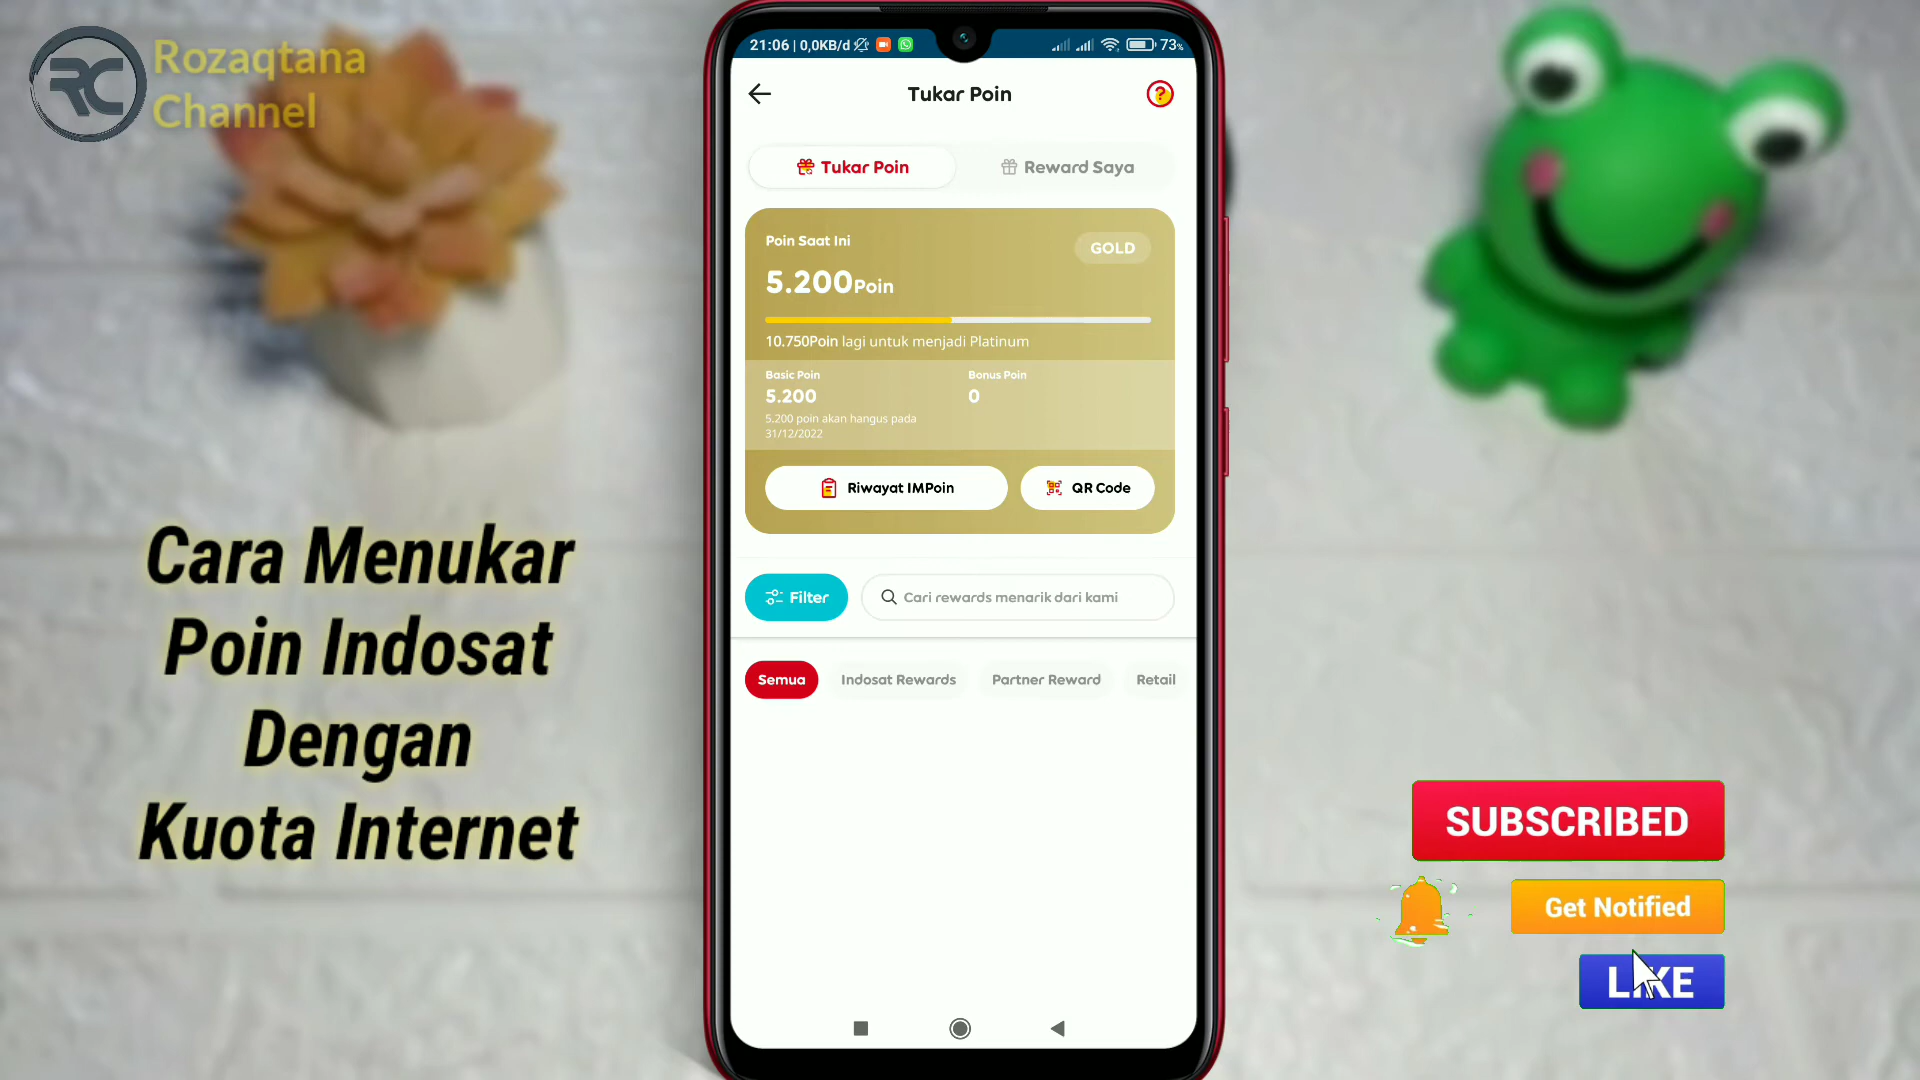 RC
Rozaqtana
Channel
21:06 | 0,0KB/d
73%
Tukar Poin
?
Tukar Poin
Reward Saya
Poin Saat Ini
GOLD
5.200Poin
10.750Poin lagi untuk menjadi Platinum
Basic Poin
Bonus Poin
5.200
0
5.200 poin akan hangus pada
31/12/2022
Riwayat IMPoin
QR Code
Filter
Cari rewards menarik dari kami
Semua
Indosat Rewards
Partner Reward
Retail
Cara Menukar
Poin Indosat
Dengan
Kuota Internet
SUBSCRIBED
Get Notified
LIKE